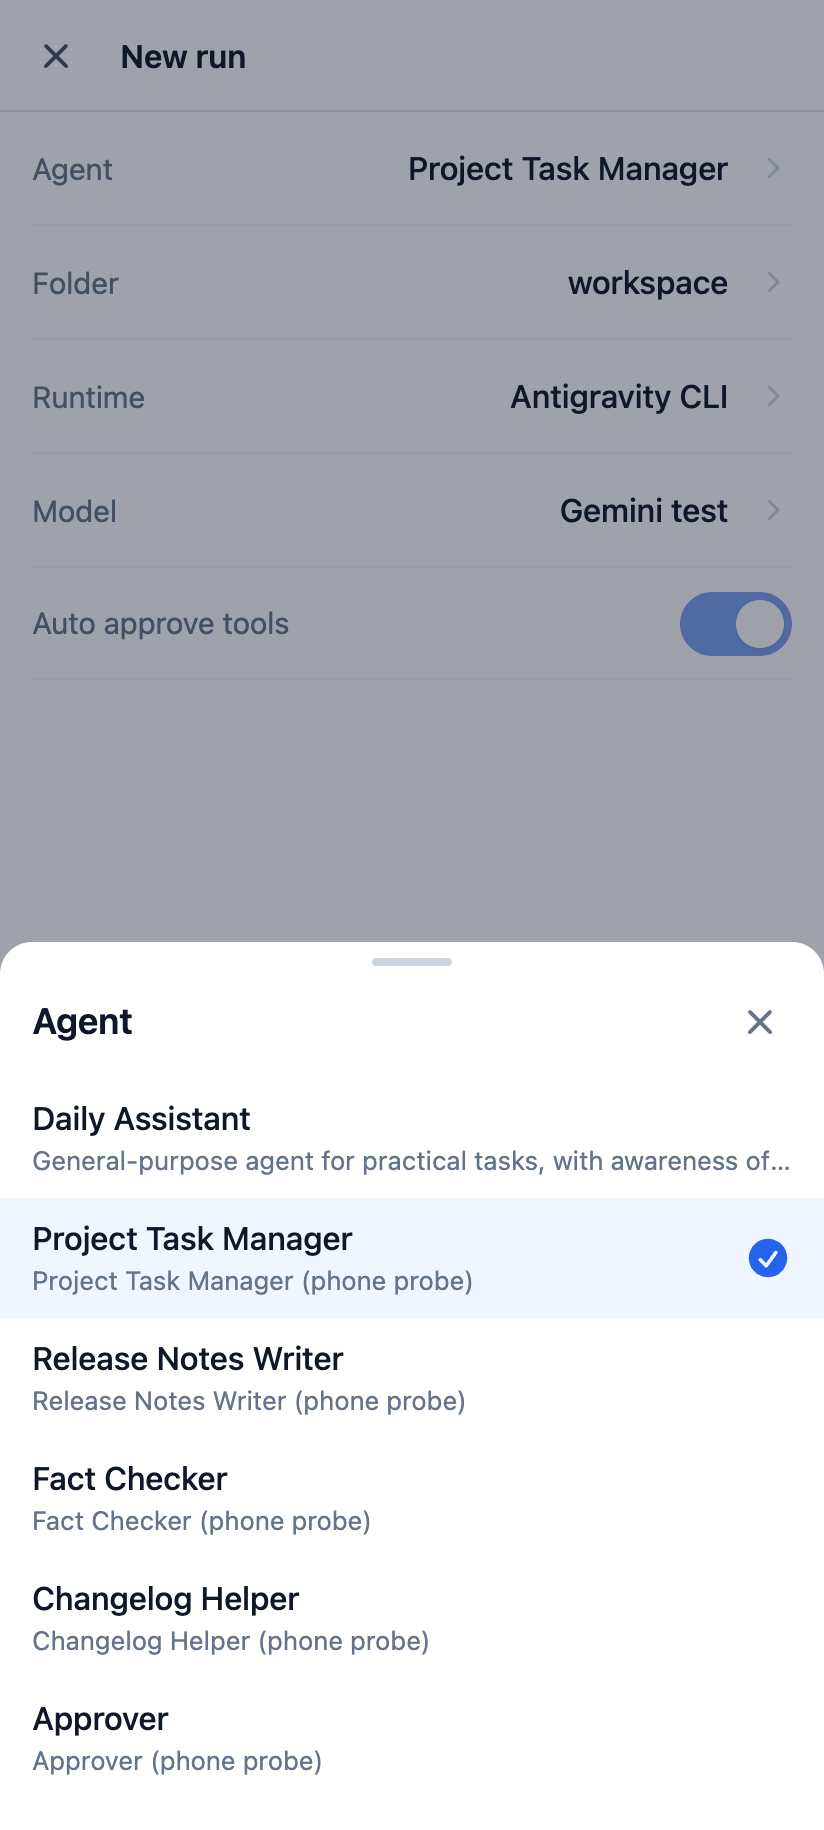 New run
Agent
Project Task Manager
Folder
workspace
Runtime
Antigravity CLI
Model
Gemini test
Auto approve tools
Agent
Daily Assistant
General-purpose agent for practical tasks, with awareness of...
Project Task Manager
Project Task Manager (phone probe)
Release Notes Writer
Release Notes Writer (phone probe)
Fact Checker
Fact Checker (phone probe)
Changelog Helper
Changelog Helper (phone probe)
Approver
Approver (phone probe)